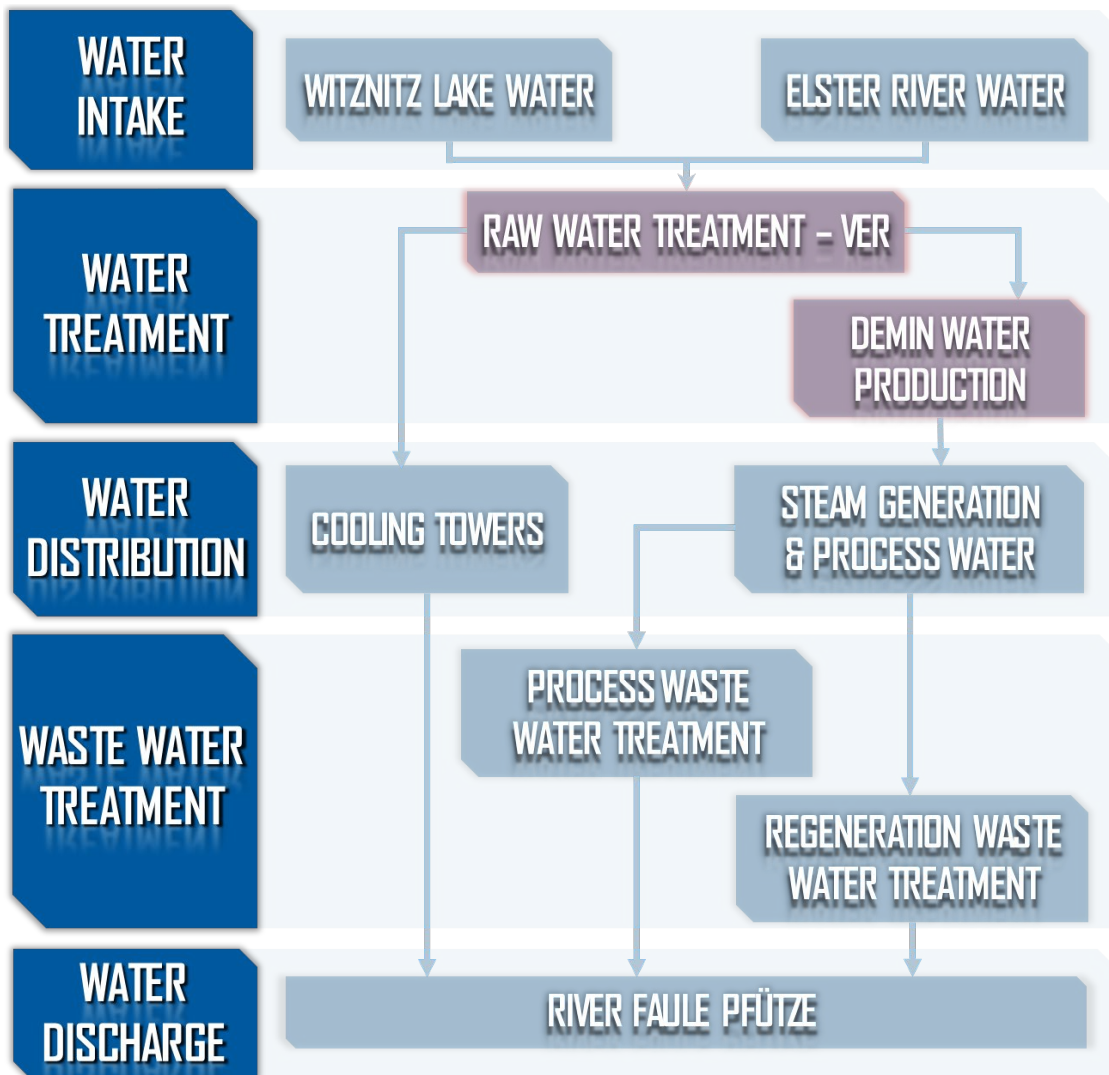 WATER
INTAKE
WITZNITZ LAKE WATER
ELSTER RIVER WATER
WATER
TREATMENT
RAW WATER TREATMENT – VER
DEMIN WATER
PRODUCTION
WATER
DISTRIBUTION
COOLING TOWERS
STEAM GENERATION
& PROCESS WATER
WASTE WATER
TREATMENT
PROCESS WASTE
WATER TREATMENT
REGENERATION WASTE
WATER TREATMENT
WATER
DISCHARGE
RIVER FAULE PFÜTZE